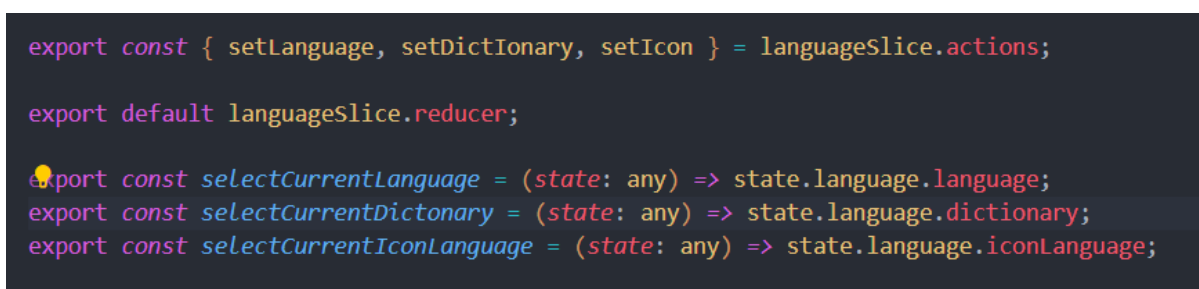 export const { setLanguage, setDictIonary, setIcon } = languageSlice.actions;
export default languageSlice.reducer;
export const selectCurrentLanguage = (state: any) => state.language.language;
export const selectCurrentDictonary = (state: any) => state.language.dictionary;
export const selectCurrentIconLanguage = (state: any) => state.language.iconLanguage;